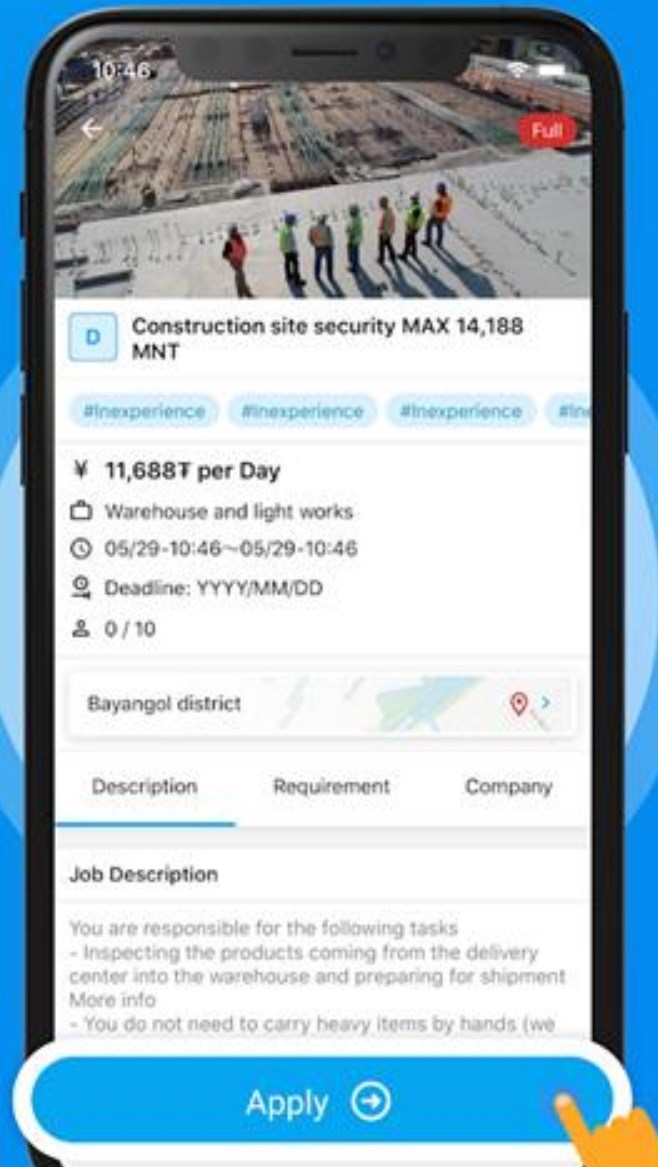 10:46
Full
D
Construction site security MAX 14,188
MNT
#Inexperience #Inexperience #Inexperience #Ine
¥ 11,688₮ per Day
Warehouse and light works
05/29-10:46~05/29-10:46
Deadline: YYYY/MM/DD
0 / 10
Bayangol district
Description Requirement Company
Job Description
You are responsible for the following tasks
- Inspecting the products coming from the delivery
center into the warehouse and preparing for shipment
More info
- You do not need to carry heavy items by hands (we
Apply